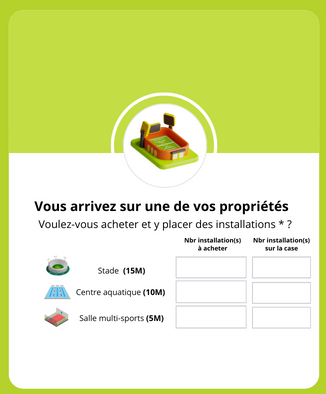 Vous arrivez sur une de vos propriétés
Voulez-vous acheter et y placer des installations * ?
Nbr installation(s) à acheter
Nbr installation(s) sur la case
Stade (15M)
Centre aquatique (10M)
Salle multi-sports (5M)